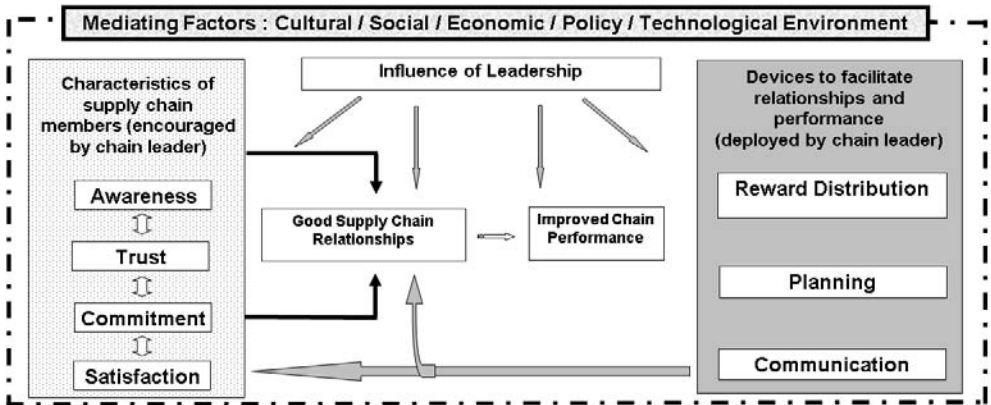 Mediating Factors : Cultural / Social / Economic / Policy / Technological Environment
Characteristics of
supply chain
members (encouraged
by chain leader)
Awareness
Trust
Commitment
Satisfaction
Influence of Leadership
Good Supply Chain
Relationships
Improved Chain
Performance
Devices to facilitate
relationships and
performance
(deployed by chain leader)
Reward Distribution
Planning
Communication